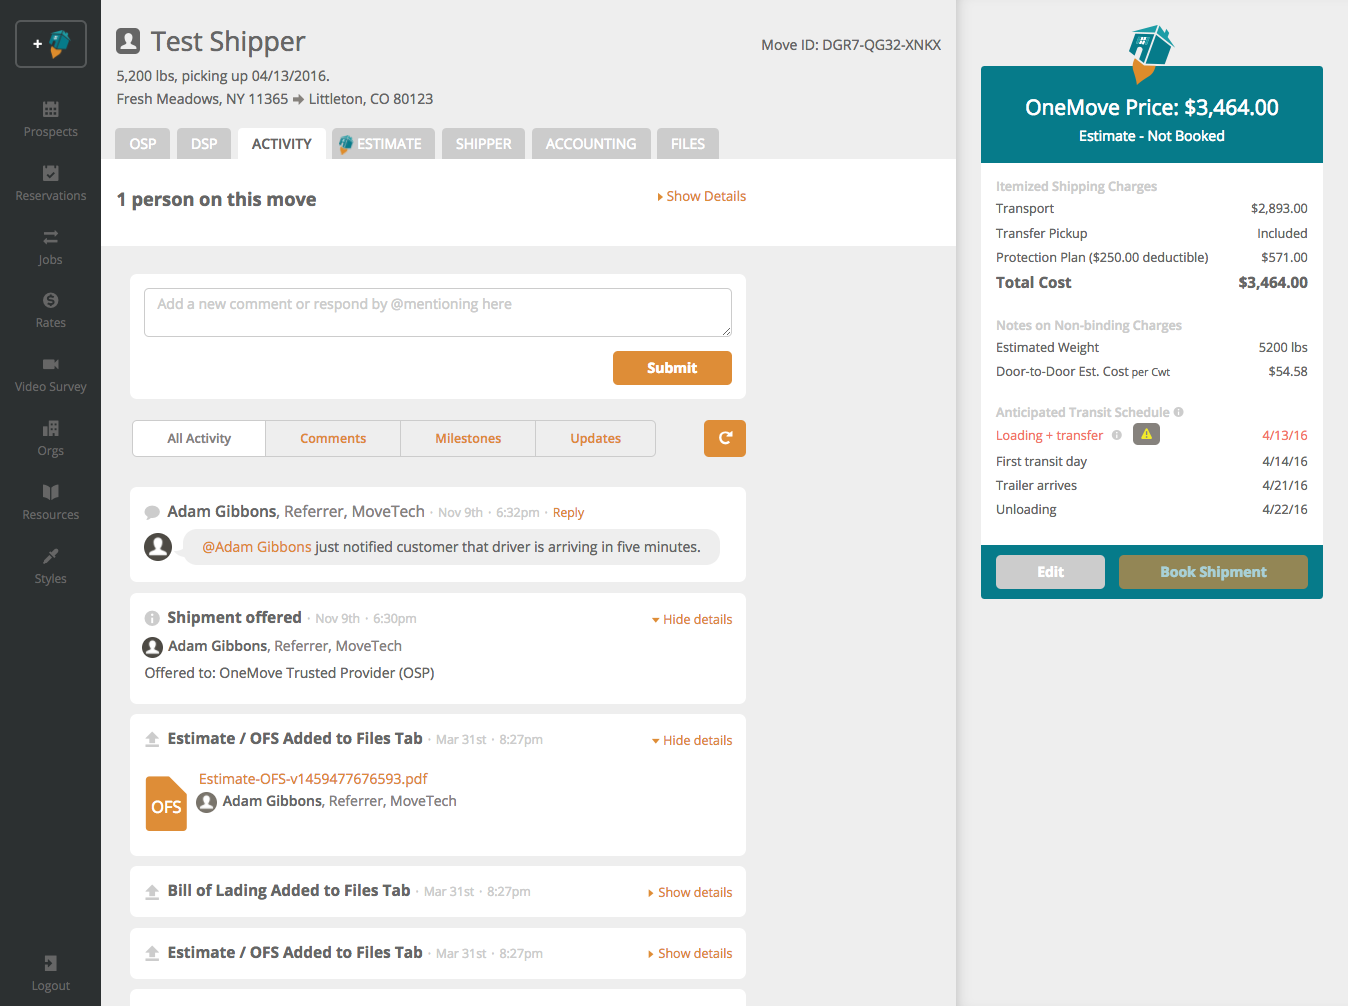 +
Prospects
Reservations
Jobs
Rates
Video Survey
Orgs
Resources
Styles
Logout
Test Shipper
Move ID: DGR7-QG32-XNKX
5,200 lbs, picking up 04/13/2016.
Fresh Meadows, NY 11365 ➡ Littleton, CO 80123
OSP DSP ACTIVITY ESTIMATE SHIPPER ACCOUNTING FILES
1 person on this move
Show Details
Add a new comment or respond by @mentioning here
Submit
All Activity Comments Milestones Updates
Adam Gibbons, Referrer, MoveTech · Nov 9th · 6:32pm · Reply
@Adam Gibbons just notified customer that driver is arriving in five minutes.
Shipment offered · Nov 9th · 6:30pm Hide details
Adam Gibbons, Referrer, MoveTech
Offered to: OneMove Trusted Provider (OSP)
Estimate / OFS Added to Files Tab · Mar 31st · 8:27pm Hide details
Estimate-OFS-v1459477676593.pdf
OFS
Adam Gibbons, Referrer, MoveTech
Bill of Lading Added to Files Tab · Mar 31st · 8:27pm Show details
Estimate / OFS Added to Files Tab · Mar 31st · 8:27pm Show details
OneMove Price: $3,464.00
Estimate - Not Booked
Itemized Shipping Charges
Transport $2,893.00
Transfer Pickup Included
Protection Plan ($250.00 deductible) $571.00
Total Cost $3,464.00
Notes on Non-binding Charges
Estimated Weight 5200 lbs
Door-to-Door Est. Cost per Cwt $54.58
Anticipated Transit Schedule
Loading + transfer 4/13/16
First transit day 4/14/16
Trailer arrives 4/21/16
Unloading 4/22/16
Edit Book Shipment